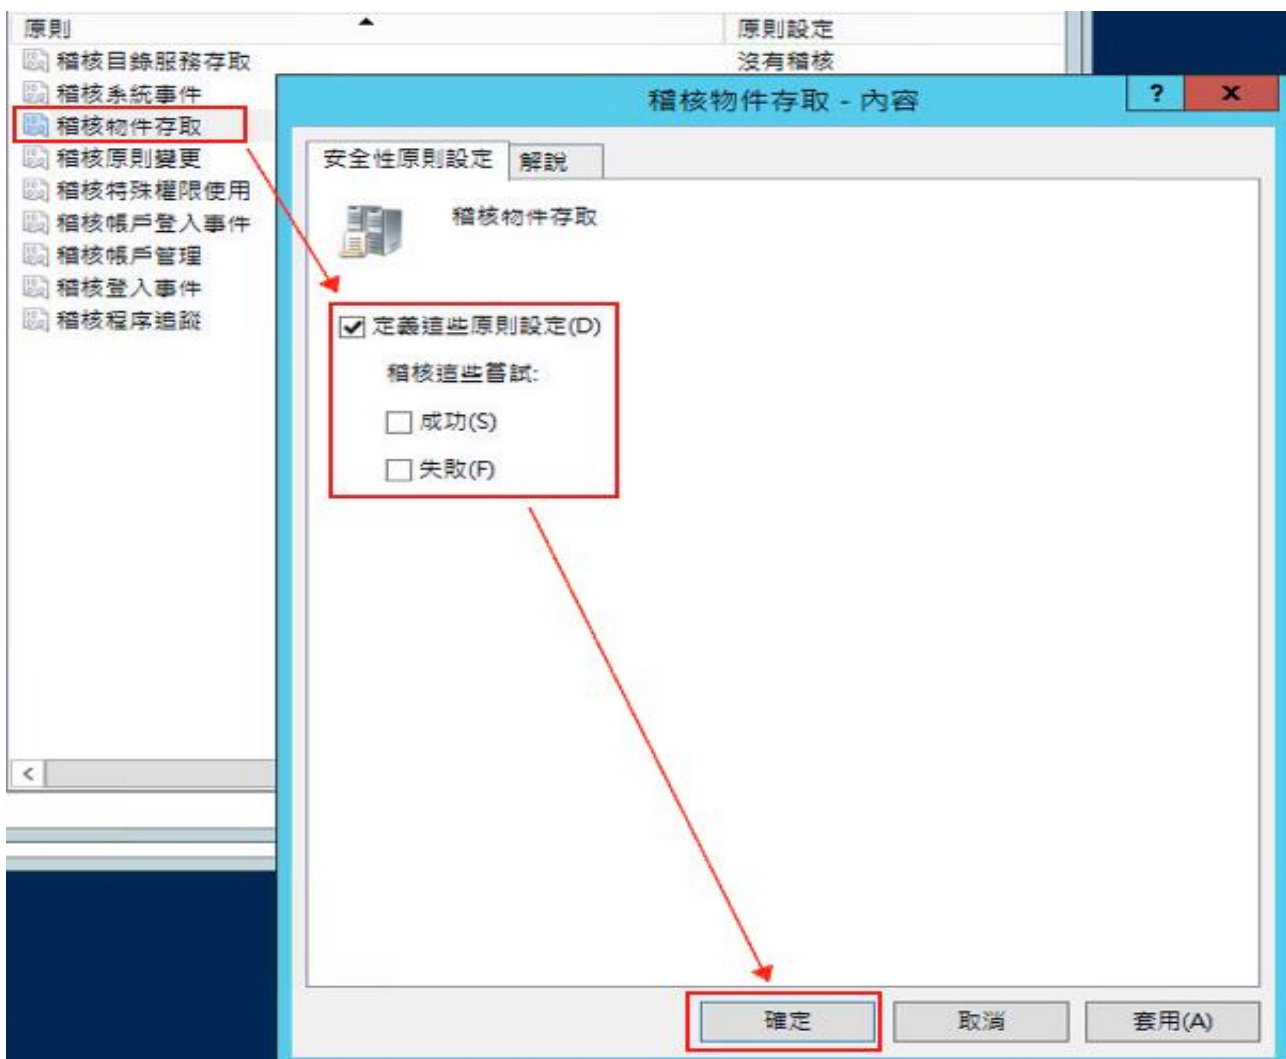 原則 原則設定
稽核目錄服務存取 沒有稽核
稽核系統事件
稽核物件存取
稽核原則變更
稽核特殊權限使用
稽核帳戶登入事件
稽核帳戶管理
稽核登入事件
稽核程序追蹤
稽核物件存取 - 內容
? x
安全性原則設定 解說
稽核物件存取
定義這些原則設定(D)
稽核這些嘗試:
成功(S)
失敗(F)
確定 取消 套用(A)